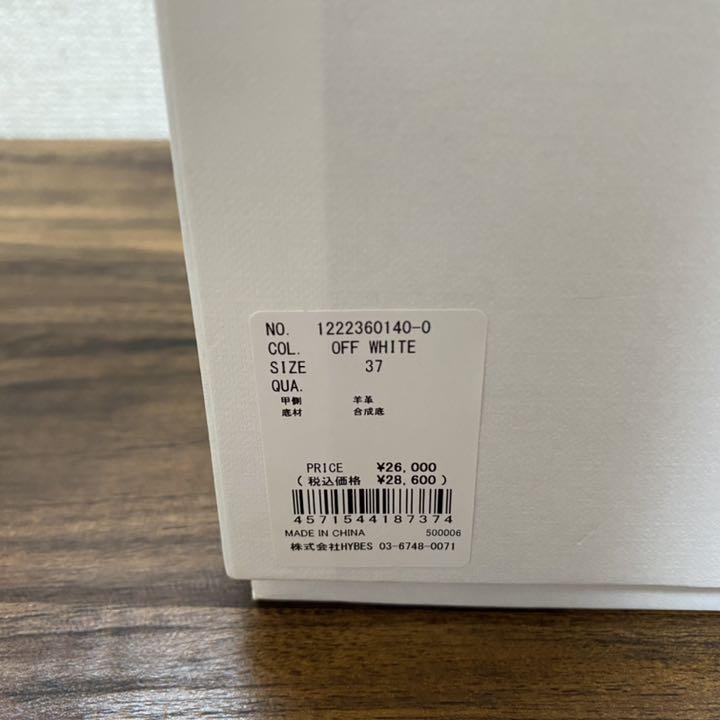 NO. 1222360140-0
COL. OFF WHITE
SIZE 37
QUA.
甲側 羊革
底材 合成底
PRICE ¥26,000
(税込価格 ¥28,600)
4571544187374
MADE IN CHINA 500006
株式会社HYBES 03-6748-0071